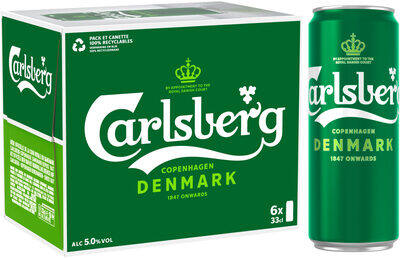 PACK ET CANETTE
100% RECYCLABLES
BY APPOINTMENT TO THE
ROYAL DANISH COURT
Carlsberg
COPENHAGEN
DENMARK
1847 ONWARDS
ALC 5.0% VOL
6x
33cl
BY APPOINTMENT TO THE
ROYAL DANISH COURT
Carlsberg
COPENHAGEN
DENMARK
1847 ONWARDS